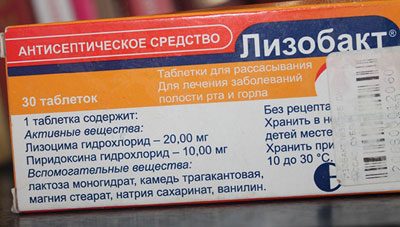 АНТИСЕПТИЧЕСКОЕ СРЕДСТВО
Лизобакт®
Таблетки для рассасывания
Для лечения заболеваний
полости рта и горла
30 таблеток
1 таблетка содержит:
Активные вещества:
Лизоцима гидрохлорид – 20,00 мг
Пиридоксина гидрохлорид – 10,00 мг
Вспомогательные вещества:
лактоза моногидрат, камедь трагакантовая,
магния стеарат, натрия сахаринат, ванилин.
Без рецепта
Хранить в
детей месте
Хранить при
10 до 30 °C.